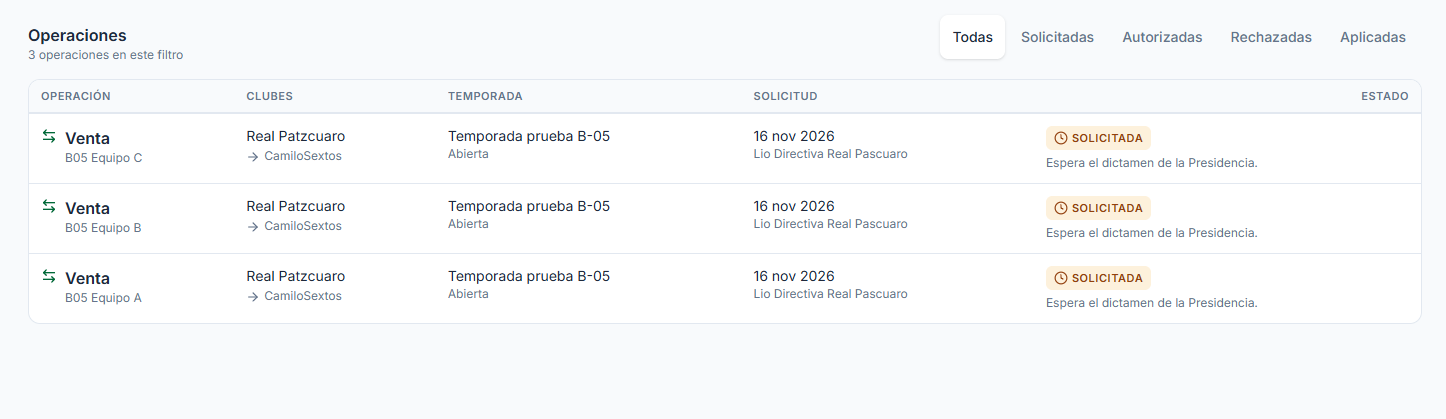 Operaciones
3 operaciones en este filtro
Todas Solicitadas Autorizadas Rechazadas Aplicadas
OPERACIÓN CLUBES TEMPORADA SOLICITUD ESTADO
Venta Real Patzcuaro Temporada prueba B-05 16 nov 2026 SOLICITADA
B05 Equipo C → CamiloSextos Abierta Lio Directiva Real Pascuaro Espera el dictamen de la Presidencia.
Venta Real Patzcuaro Temporada prueba B-05 16 nov 2026 SOLICITADA
B05 Equipo B → CamiloSextos Abierta Lio Directiva Real Pascuaro Espera el dictamen de la Presidencia.
Venta Real Patzcuaro Temporada prueba B-05 16 nov 2026 SOLICITADA
B05 Equipo A → CamiloSextos Abierta Lio Directiva Real Pascuaro Espera el dictamen de la Presidencia.